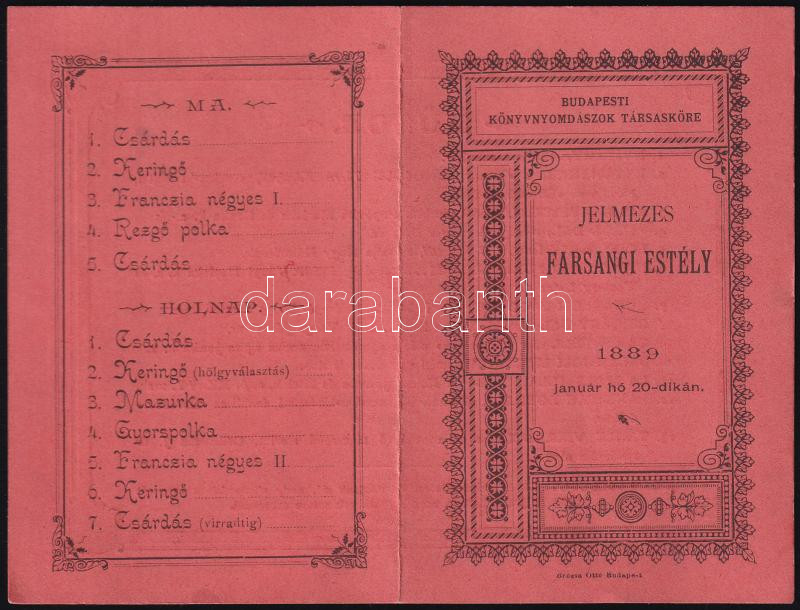 MA.
1. Csárdás
2. Keringő
3. Franczia négyes I.
4. Rezgő polka
5. Csárdás
HOLNAP.
1. Csárdás
2. Keringő (hölgyválasztás)
3. Mazurka
4. Gyorspolka
5. Franczia négyes II
6. Keringő
7. Csárdás (virradtig)
BUDAPESTI
KÖNYVNYOMDÁSZOK TÁRSASKÖRE
JELMEZES
FARSANGI ESTÉLY
1889
január hó 20-dikán.
Otto
darabanth